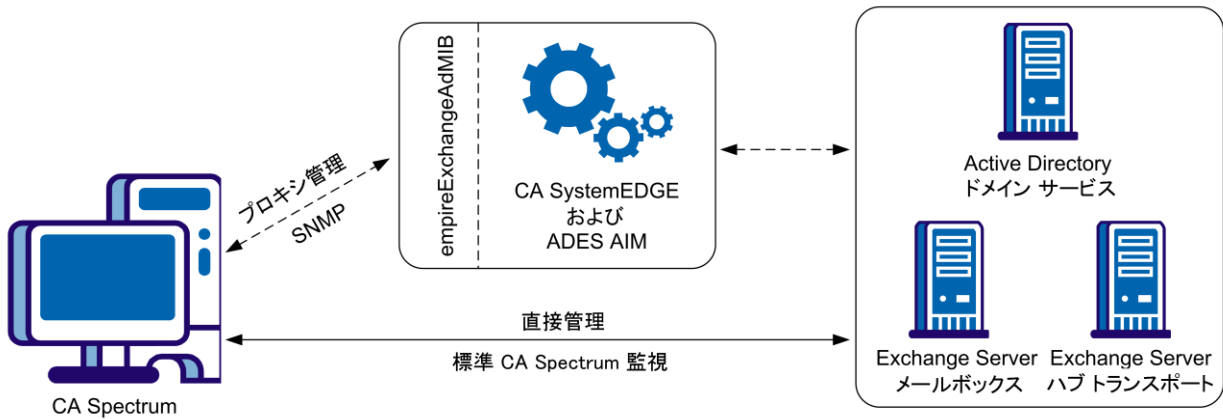 empireExchangeAdMIB
CA SystemEDGE
および
ADES AIM
プロキシ管理
SNMP
Active Directory
ドメイン サービス
Exchange Server
メールボックス
Exchange Server
ハブ トランスポート
直接管理
標準 CA Spectrum 監視
CA Spectrum